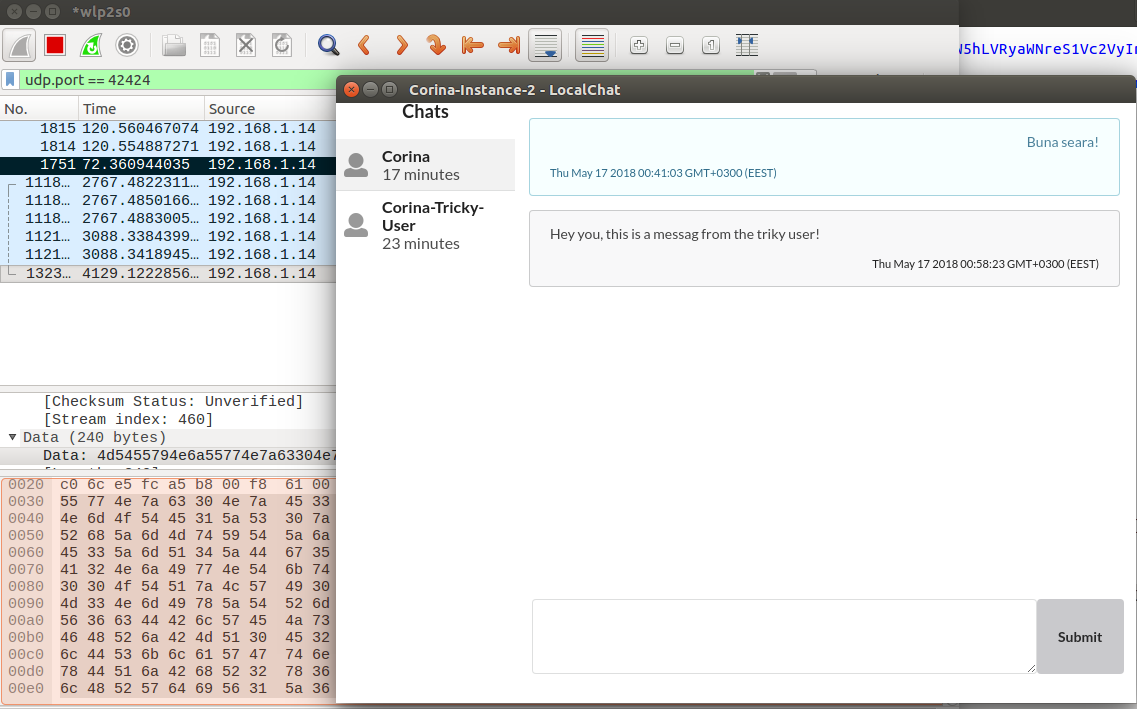 *wlp2s0
udp.port == 42424
No. Time Source
1815 120.560467074 192.168.1.14
1814 120.554887271 192.168.1.14
1751 72.360944035 192.168.1.14
1118… 2767.4822311… 192.168.1.14
1118… 2767.4850166… 192.168.1.14
1118… 2767.4883005… 192.168.1.14
1121… 3088.3384399… 192.168.1.14
1121… 3088.3418945… 192.168.1.14
1323… 4129.1222856… 192.168.1.14
[Checksum Status: Unverified]
[Stream index: 460]
Data (240 bytes)
Data: 4d5455794e6a55774e7a63304e7
0020 c0 6c e5 fc a5 b8 00 f8 61 00
0030 55 77 4e 7a 63 30 4e 7a 45 33
0040 4e 6d 4f 54 45 31 5a 53 30 7a
0050 52 68 5a 6d 4d 74 59 54 5a 6a
0060 45 33 5a 6d 51 34 5a 44 67 35
0070 41 32 4e 6a 49 77 4e 54 6b 74
0080 30 30 4f 54 51 7a 4c 57 49 30
0090 4d 33 4e 6d 49 78 5a 54 52 6d
00a0 56 36 63 44 42 6c 57 45 4a 73
00b0 46 48 52 6a 42 4d 51 30 45 32
00c0 6c 44 53 6b 6c 61 57 47 74 6e
00d0 78 44 51 6a 42 68 52 32 78 36
00e0 6c 48 52 57 64 69 56 31 5a 36
5hLVRyaWNreS1Vc2VyI
Corina-Instance-2 - LocalChat
Chats
Corina
17 minutes
Corina-Tricky-
User
23 minutes
Buna seara!
Thu May 17 2018 00:41:03 GMT+0300 (EEST)
Hey you, this is a messag from the triky user!
Thu May 17 2018 00:58:23 GMT+0300 (EEST)
Submit